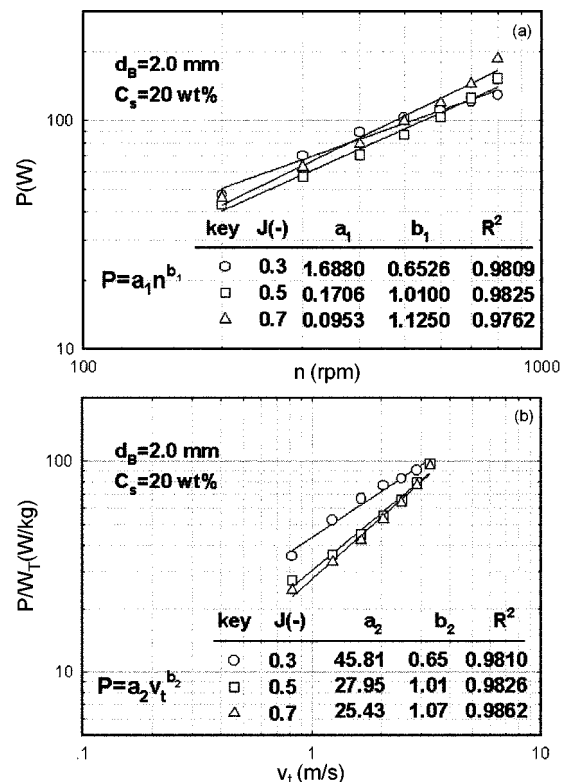 (a)
d_B=2.0 mm
C_s=20 wt%
100
P(W)
key J(-) a_1 b_1 R^2
0.3 1.6880 0.6526 0.9809
P=a_1n^{b_1} 0.5 0.1706 1.0100 0.9825
0.7 0.0953 1.1250 0.9762
10
100 1000
n (rpm)
(b)
100
d_B=2.0 mm
C_s=20 wt%
P/W_T(W/kg)
key J(-) a_2 b_2 R^2
10 0.3 45.81 0.65 0.9810
P=a_2v_t^{b_2} 0.5 27.95 1.01 0.9826
0.7 25.43 1.07 0.9862
.1 1 10
v_t (m/s)